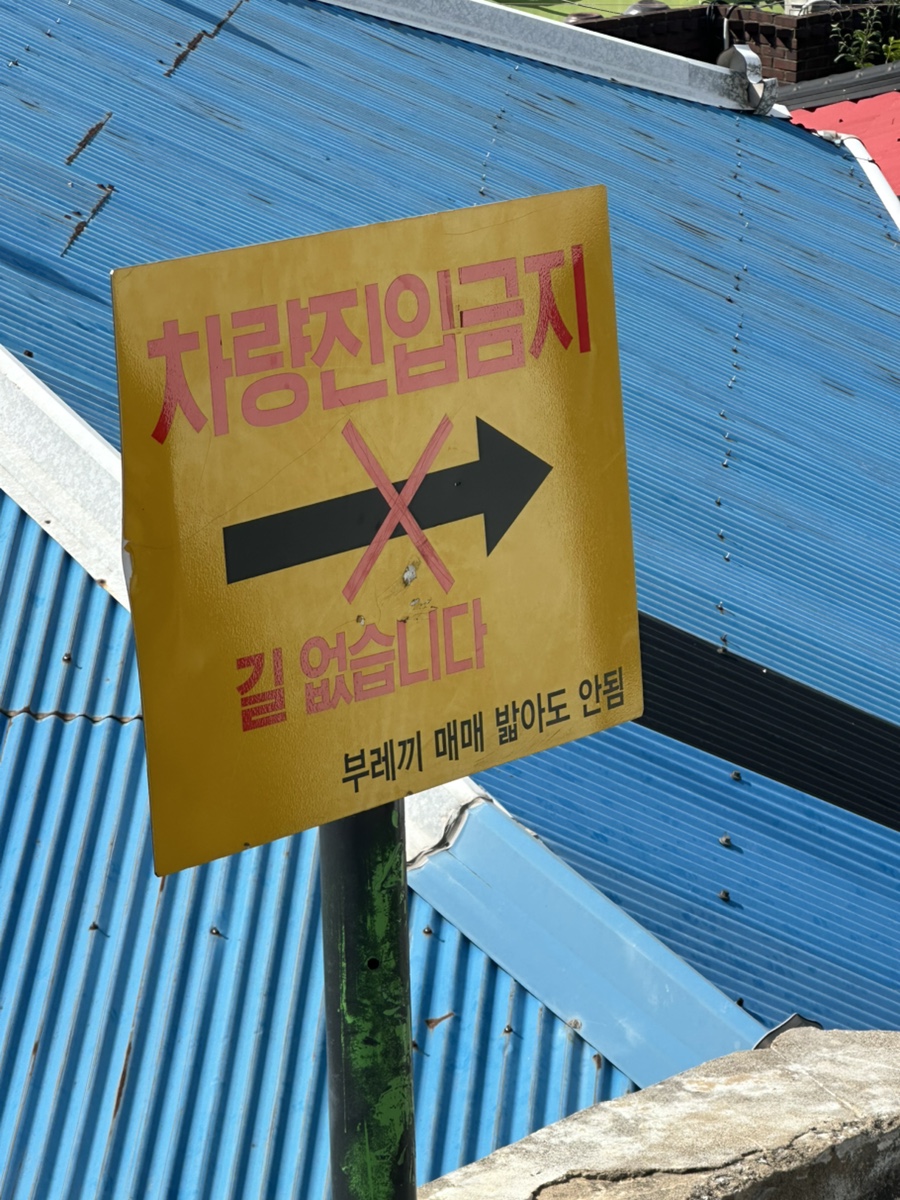 차량진입금지
길 없습니다
부레끼 매매 밟아도 안됨